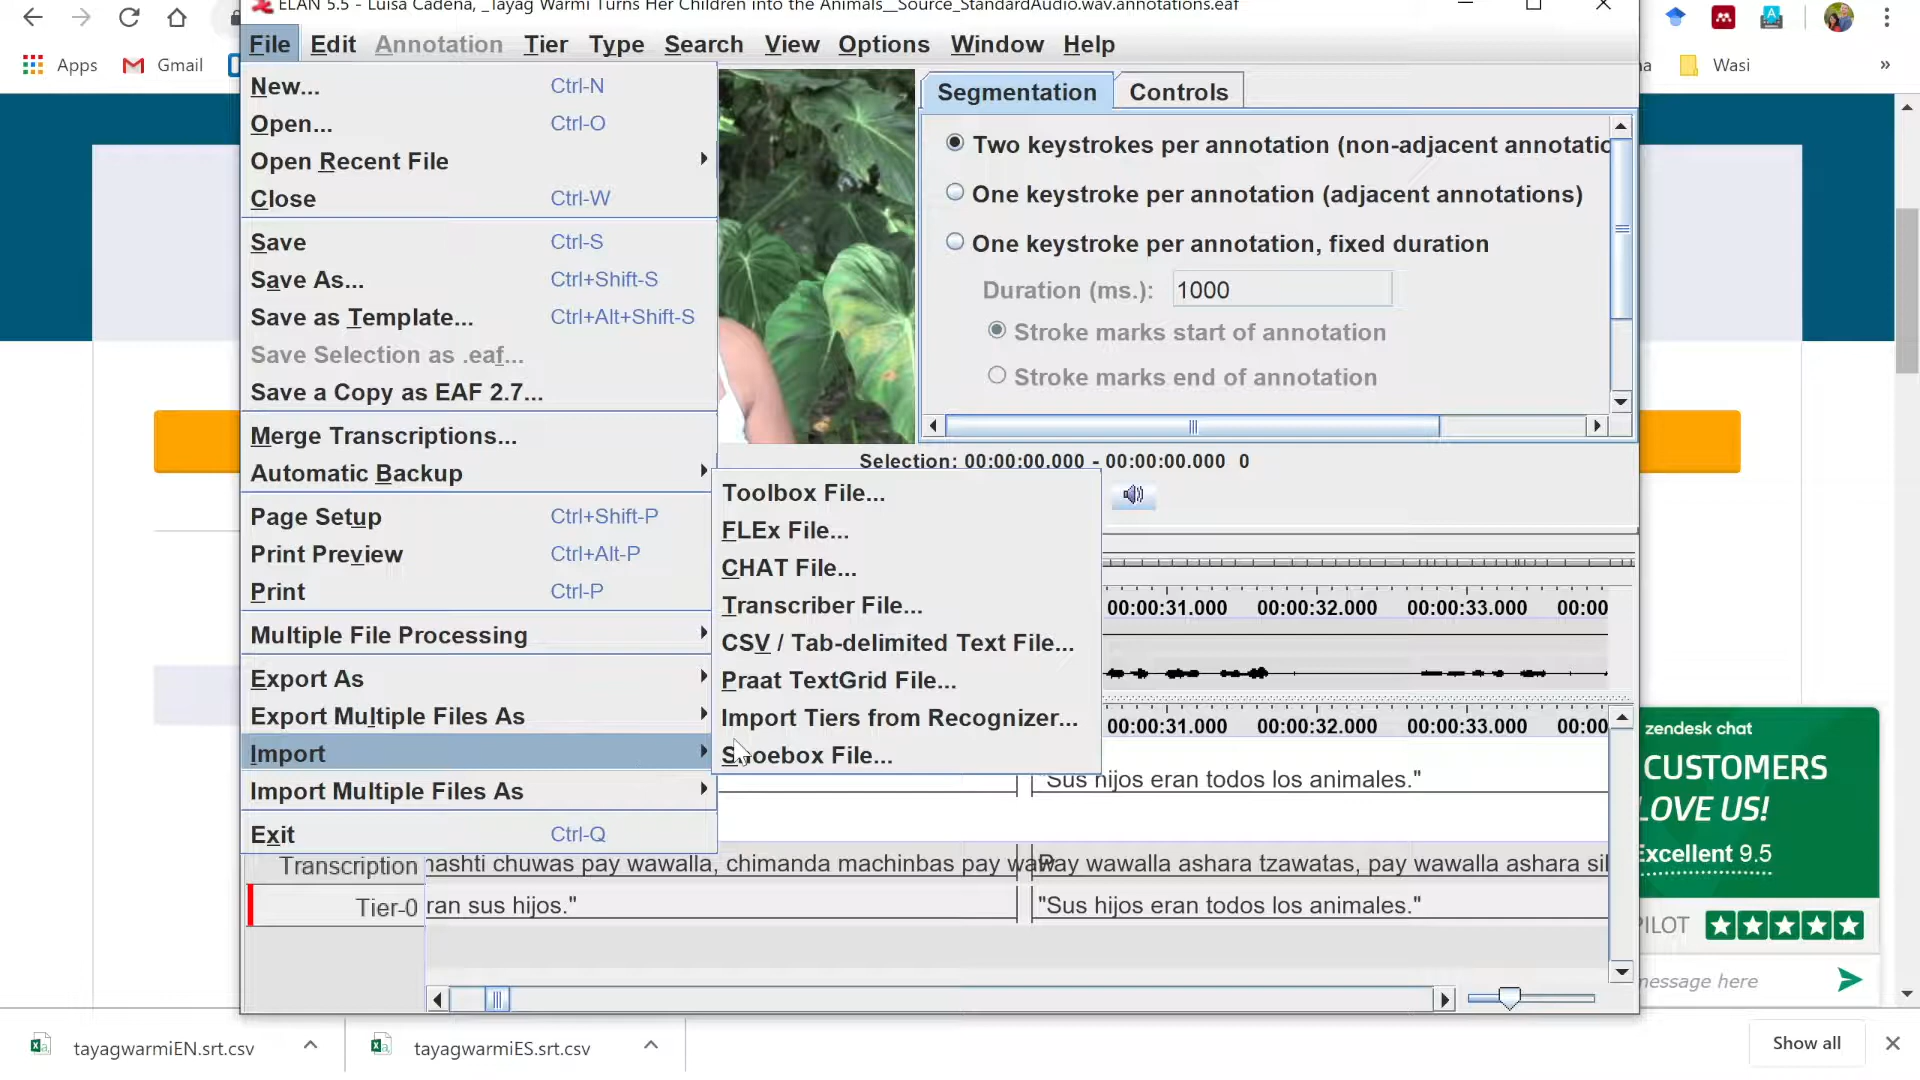 ELAN 5.5 - Luisa Cadena, _Tayag Warmi Turns Her Children into the Animals__Source_StandardAudio.wav.annotations.eaf
File Edit Annotation Tier Type Search View Options Window Help
Apps Gmail Wasi »
New... Ctrl-N
Open... Ctrl-O
Open Recent File
Close Ctrl-W
Save Ctrl-S
Save As... Ctrl+Shift-S
Save as Template... Ctrl+Alt+Shift-S
Save Selection as .eaf...
Save a Copy as EAF 2.7...
Merge Transcriptions...
Automatic Backup
Page Setup Ctrl+Shift-P
Print Preview Ctrl+Alt-P
Print Ctrl-P
Multiple File Processing
Export As
Export Multiple Files As
Import
Import Multiple Files As
Exit Ctrl-Q
Toolbox File...
FLEx File...
CHAT File...
Transcriber File...
CSV / Tab-delimited Text File...
Praat TextGrid File...
Import Tiers from Recognizer...
Shoebox File...
Segmentation Controls
Two keystrokes per annotation (non-adjacent annotatio
One keystroke per annotation (adjacent annotations)
One keystroke per annotation, fixed duration
Duration (ms.): 1000
Stroke marks start of annotation
Stroke marks end of annotation
Selection: 00:00:00.000 - 00:00:00.000 0
00:00:31.000 00:00:32.000 00:00:33.000 00:00
00:00:31.000 00:00:32.000 00:00:33.000 00:00
"Sus hijos eran todos los animales."
Transcription nashti chuwas pay wawalla, chimanda machinbas pay waw Pay wawalla ashara tzawatas, pay wawalla ashara sil
Tier-0 ran sus hijos." "Sus hijos eran todos los animales."
zendesk chat
CUSTOMERS
LOVE US!
Excellent 9.5
PILOT
message here
tayagwarmiEN.srt.csv tayagwarmiES.srt.csv Show all